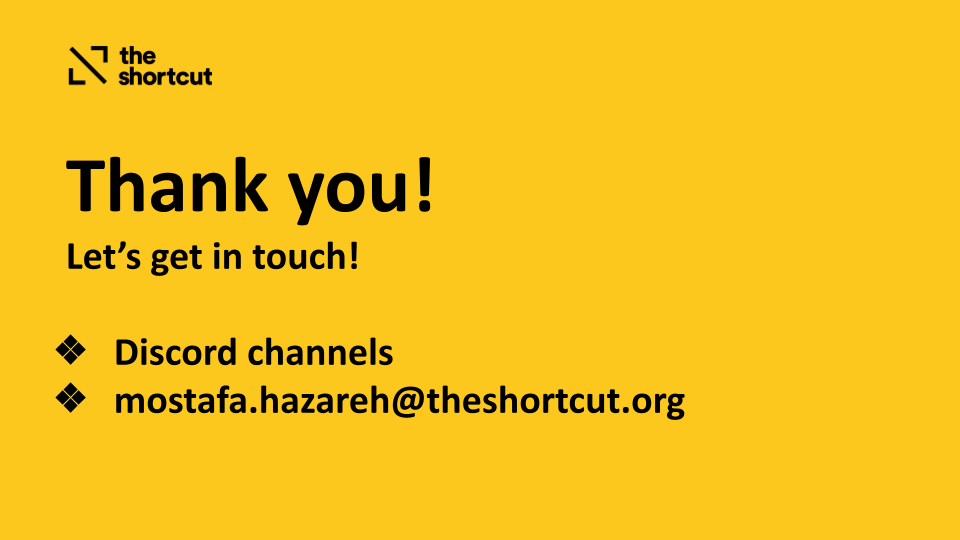 the
shortcut
Thank you!
Let’s get in touch!
❖ Discord channels
❖ mostafa.hazareh@theshortcut.org